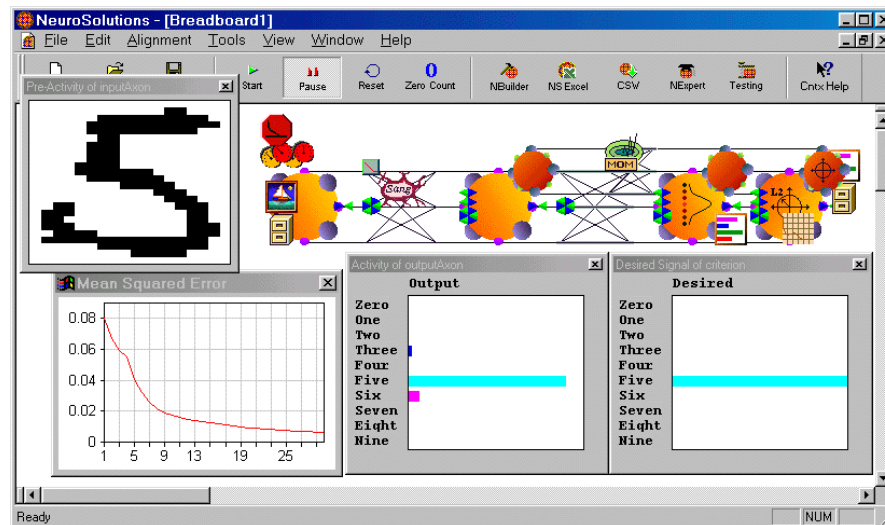 NeuroSolutions - [Breadboard1]
File Edit Alignment Tools View Window Help
Start Pause Reset Zero Count NBuilder NS Excel CSW NExpert Testing Cntx Help
Pre-Activity of inputAxon
Sang
MOM
L2
Mean Squared Error
0.08
0.06
0.04
0.02
0
1 5 9 13 19 25
Activity of outputAxon
Output
Zero
One
Two
Three
Four
Five
Six
Seven
Eight
Nine
Desired Signal of criterion
Desired
Zero
One
Two
Three
Four
Five
Six
Seven
Eight
Nine
Ready NUM